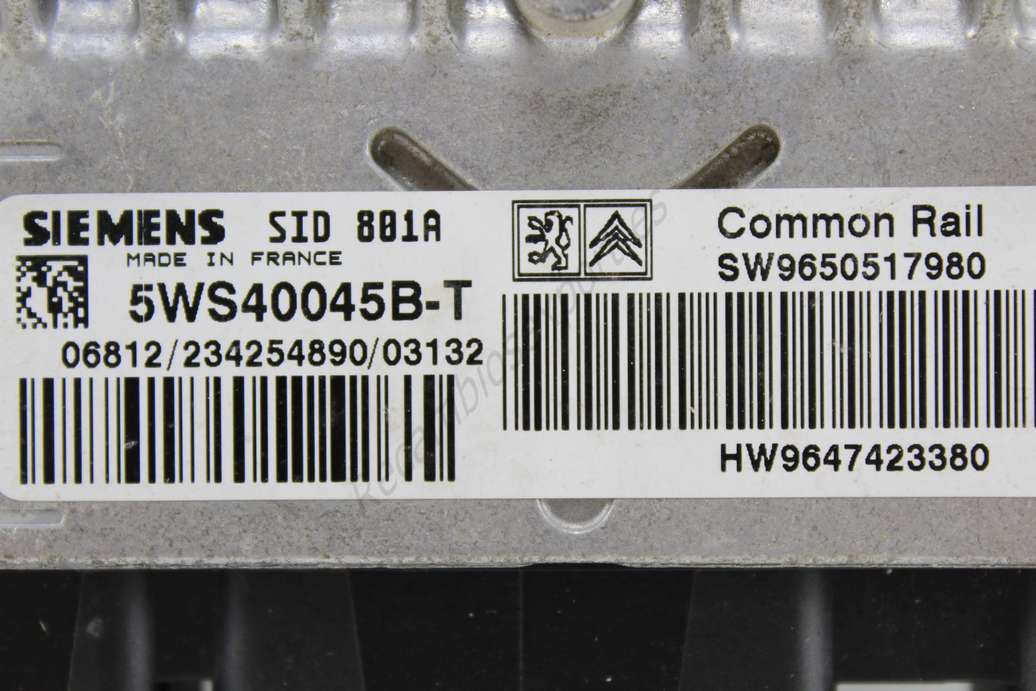 SIEMENS SID 801A
MADE IN FRANCE
5WS40045B-T
06812/234254890/03132
Common Rail
SW9650517980
HW9647423380